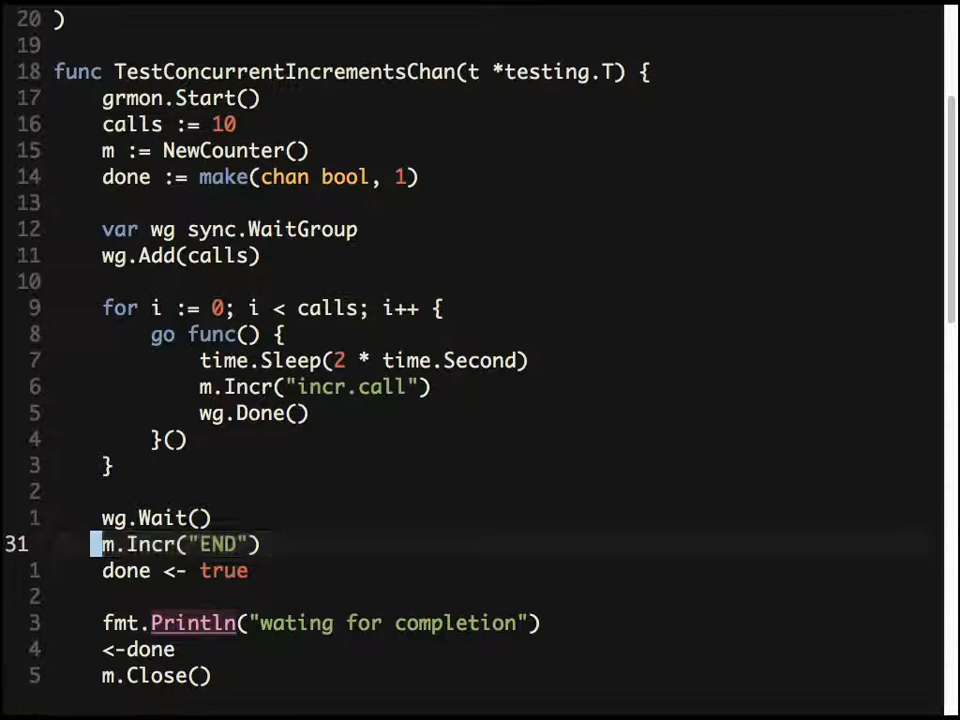 20 )
19
18 func TestConcurrentIncrementsChan(t *testing.T) {
17 grmon.Start()
16 calls := 10
15 m := NewCounter()
14 done := make(chan bool, 1)
13
12 var wg sync.WaitGroup
11 wg.Add(calls)
10
9 for i := 0; i < calls; i++ {
8 go func() {
7 time.Sleep(2 * time.Second)
6 m.Incr("incr.call")
5 wg.Done()
4 }()
3 }
2
1 wg.Wait()
31 m.Incr("END")
1 done <- true
2
3 fmt.Println("wating for completion")
4 <-done
5 m.Close()